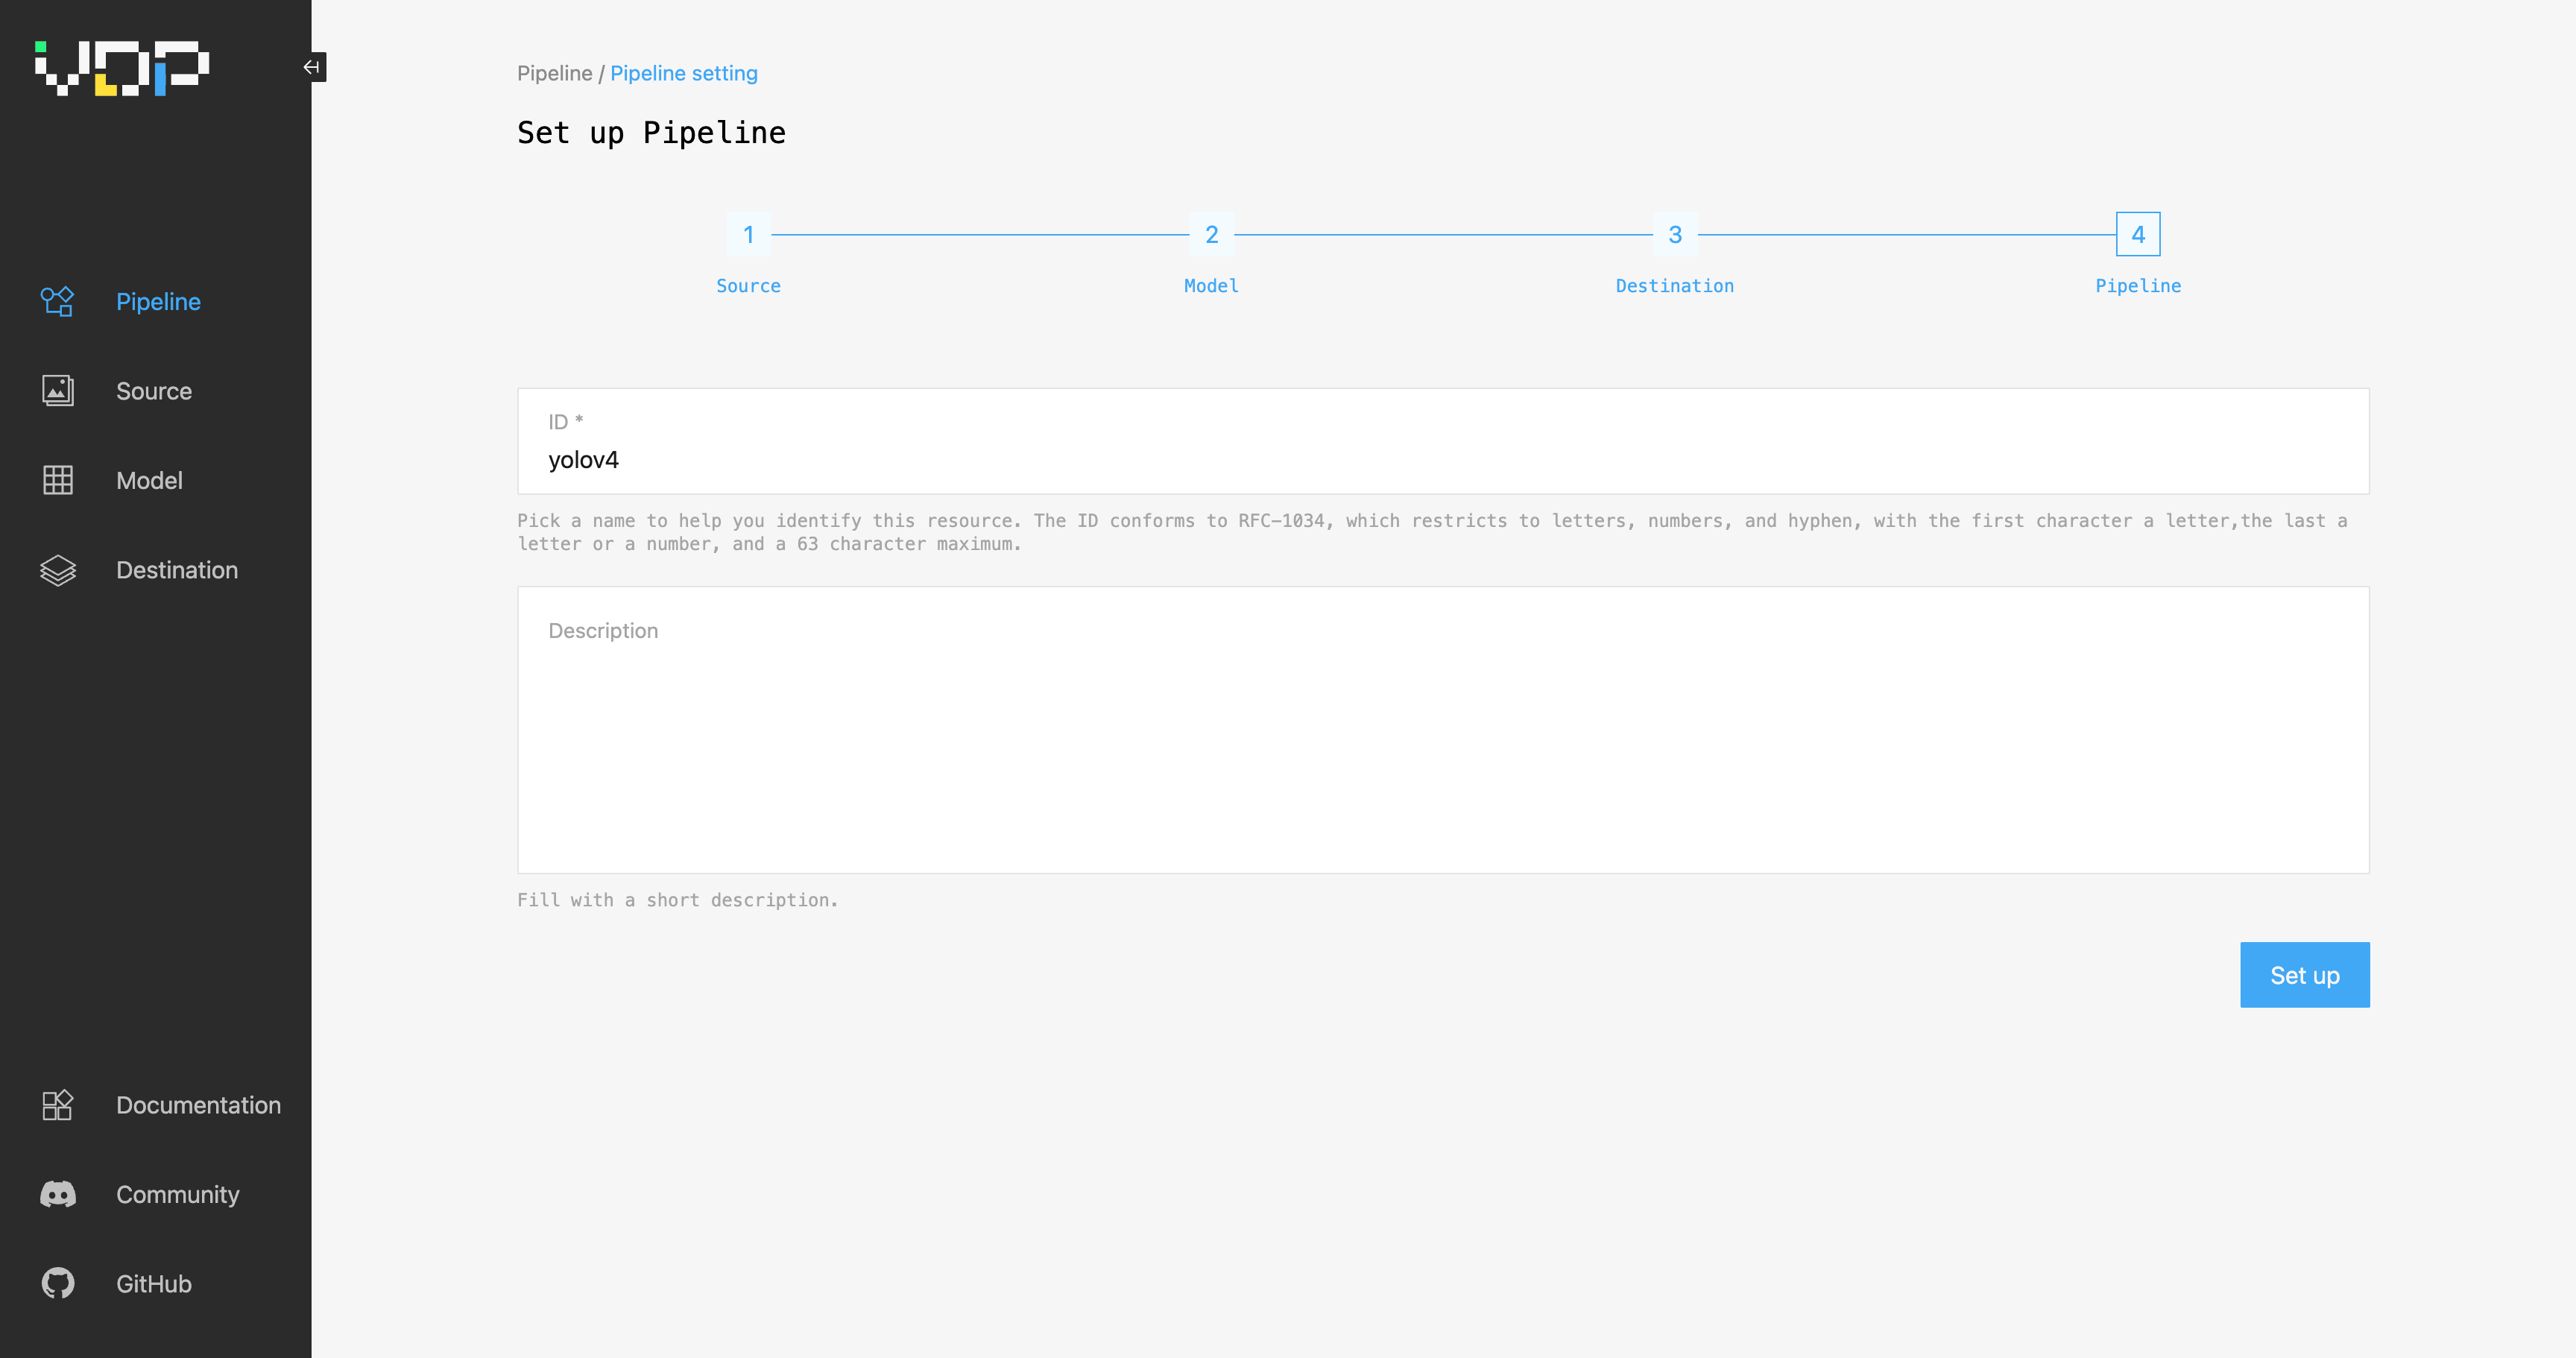 VDP
Pipeline
Source
Model
Destination
Documentation
Community
GitHub
Pipeline / Pipeline setting
Set up Pipeline
1 2 3 4
Source Model Destination Pipeline
ID *
yolov4
Pick a name to help you identify this resource. The ID conforms to RFC-1034, which restricts to letters, numbers, and hyphen, with the first character a letter,the last a
letter or a number, and a 63 character maximum.
Description
Fill with a short description.
Set up